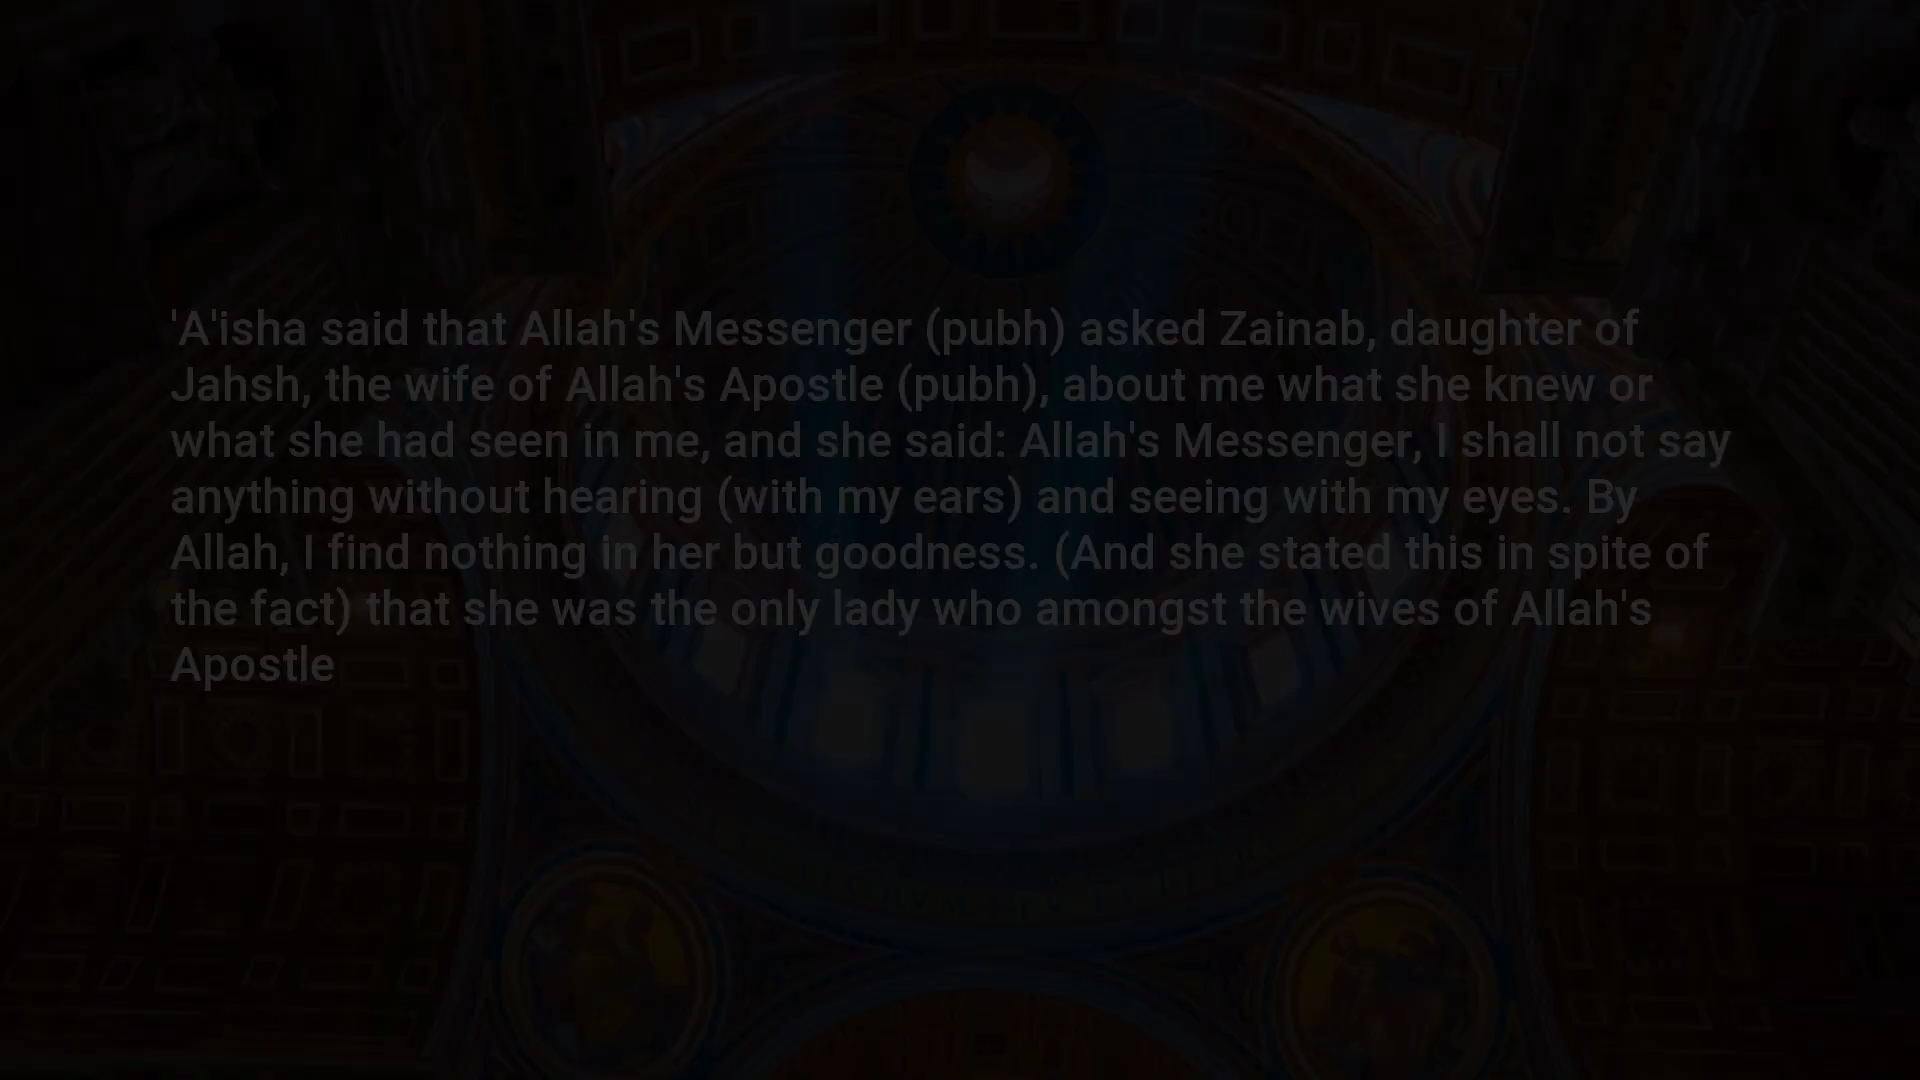 'A'isha said that Allah's Messenger (pubh) asked Zainab, daughter of
Jahsh, the wife of Allah's Apostle (pubh), about me what she knew or
what she had seen in me, and she said: Allah's Messenger, I shall not say
anything without hearing (with my ears) and seeing with my eyes. By
Allah, I find nothing in her but goodness. (And she stated this in spite of
the fact) that she was the only lady who amongst the wives of Allah's
Apostle